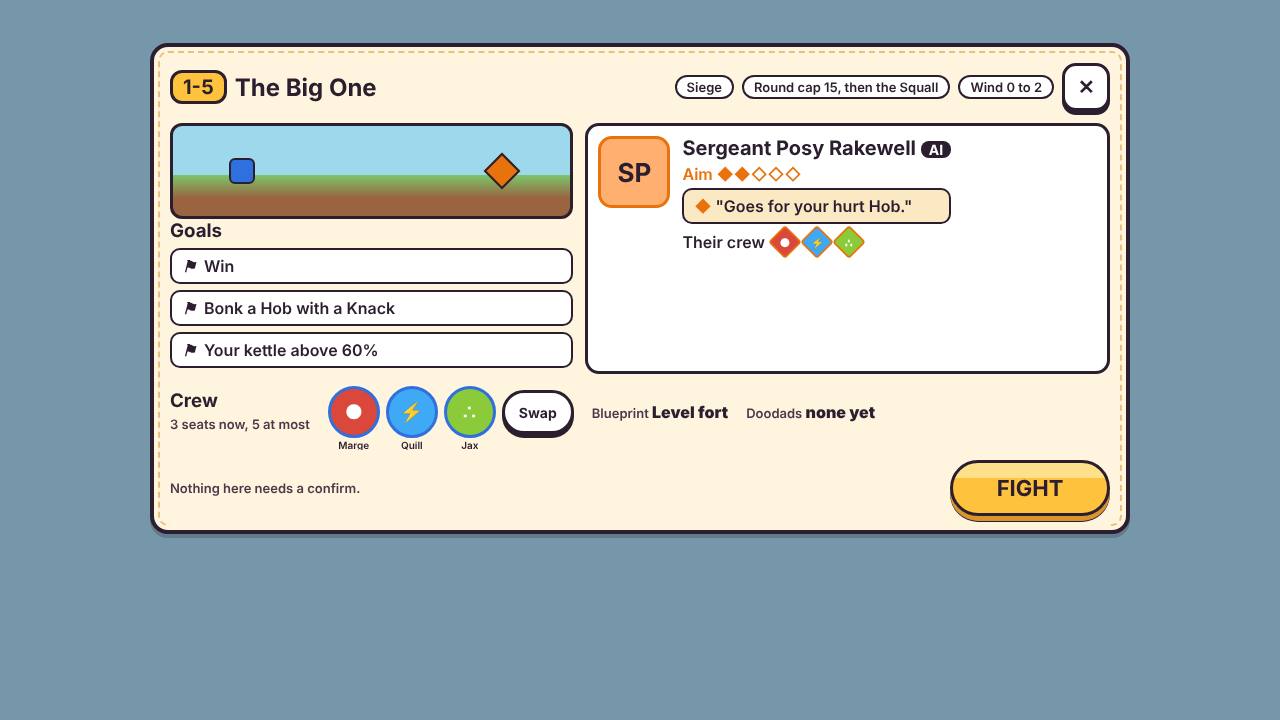 1-5 The Big One
Siege
Round cap 15, then the Squall
Wind 0 to 2
✕
SP
Sergeant Posy Rakewell AI
Aim
"Goes for your hurt Hob."
Their crew
Goals
Win
Bonk a Hob with a Knack
Your kettle above 60%
Crew
3 seats now, 5 at most
Marge
Quill
Jax
Swap
Blueprint Level fort
Doodads none yet
Nothing here needs a confirm.
FIGHT